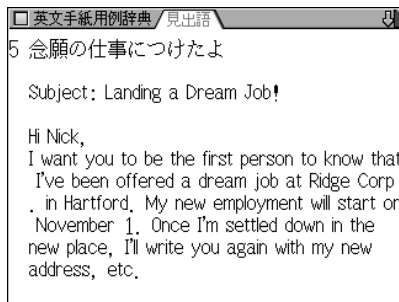 英文手紙用例辞典 見出語
5 念願の仕事につけたよ
Subject: Landing a Dream Job!
Hi Nick,
I want you to be the first person to know that
I've been offered a dream job at Ridge Corp
. in Hartford. My new employment will start on
November 1. Once I'm settled down in the
new place, I'll write you again with my new
address, etc.